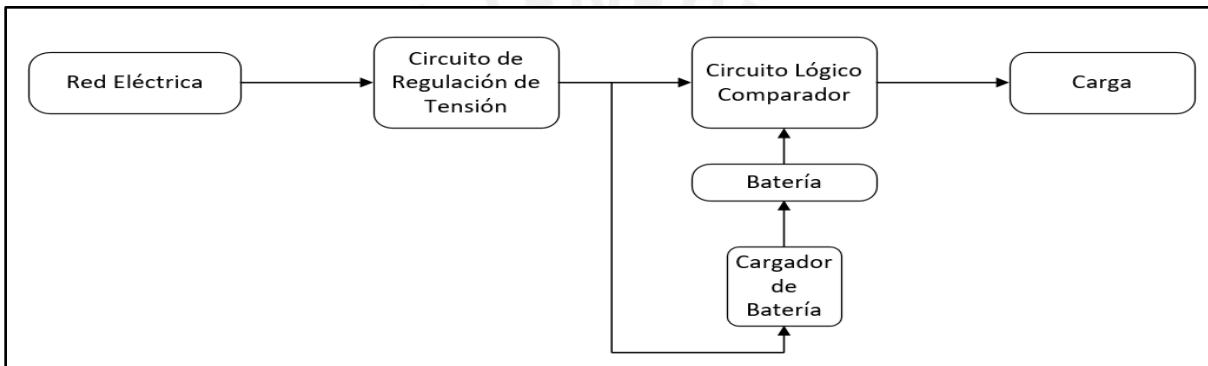 Red Eléctrica
Circuito de
Regulación de
Tensión
Circuito Lógico
Comparador
Carga
Batería
Cargador
de
Batería